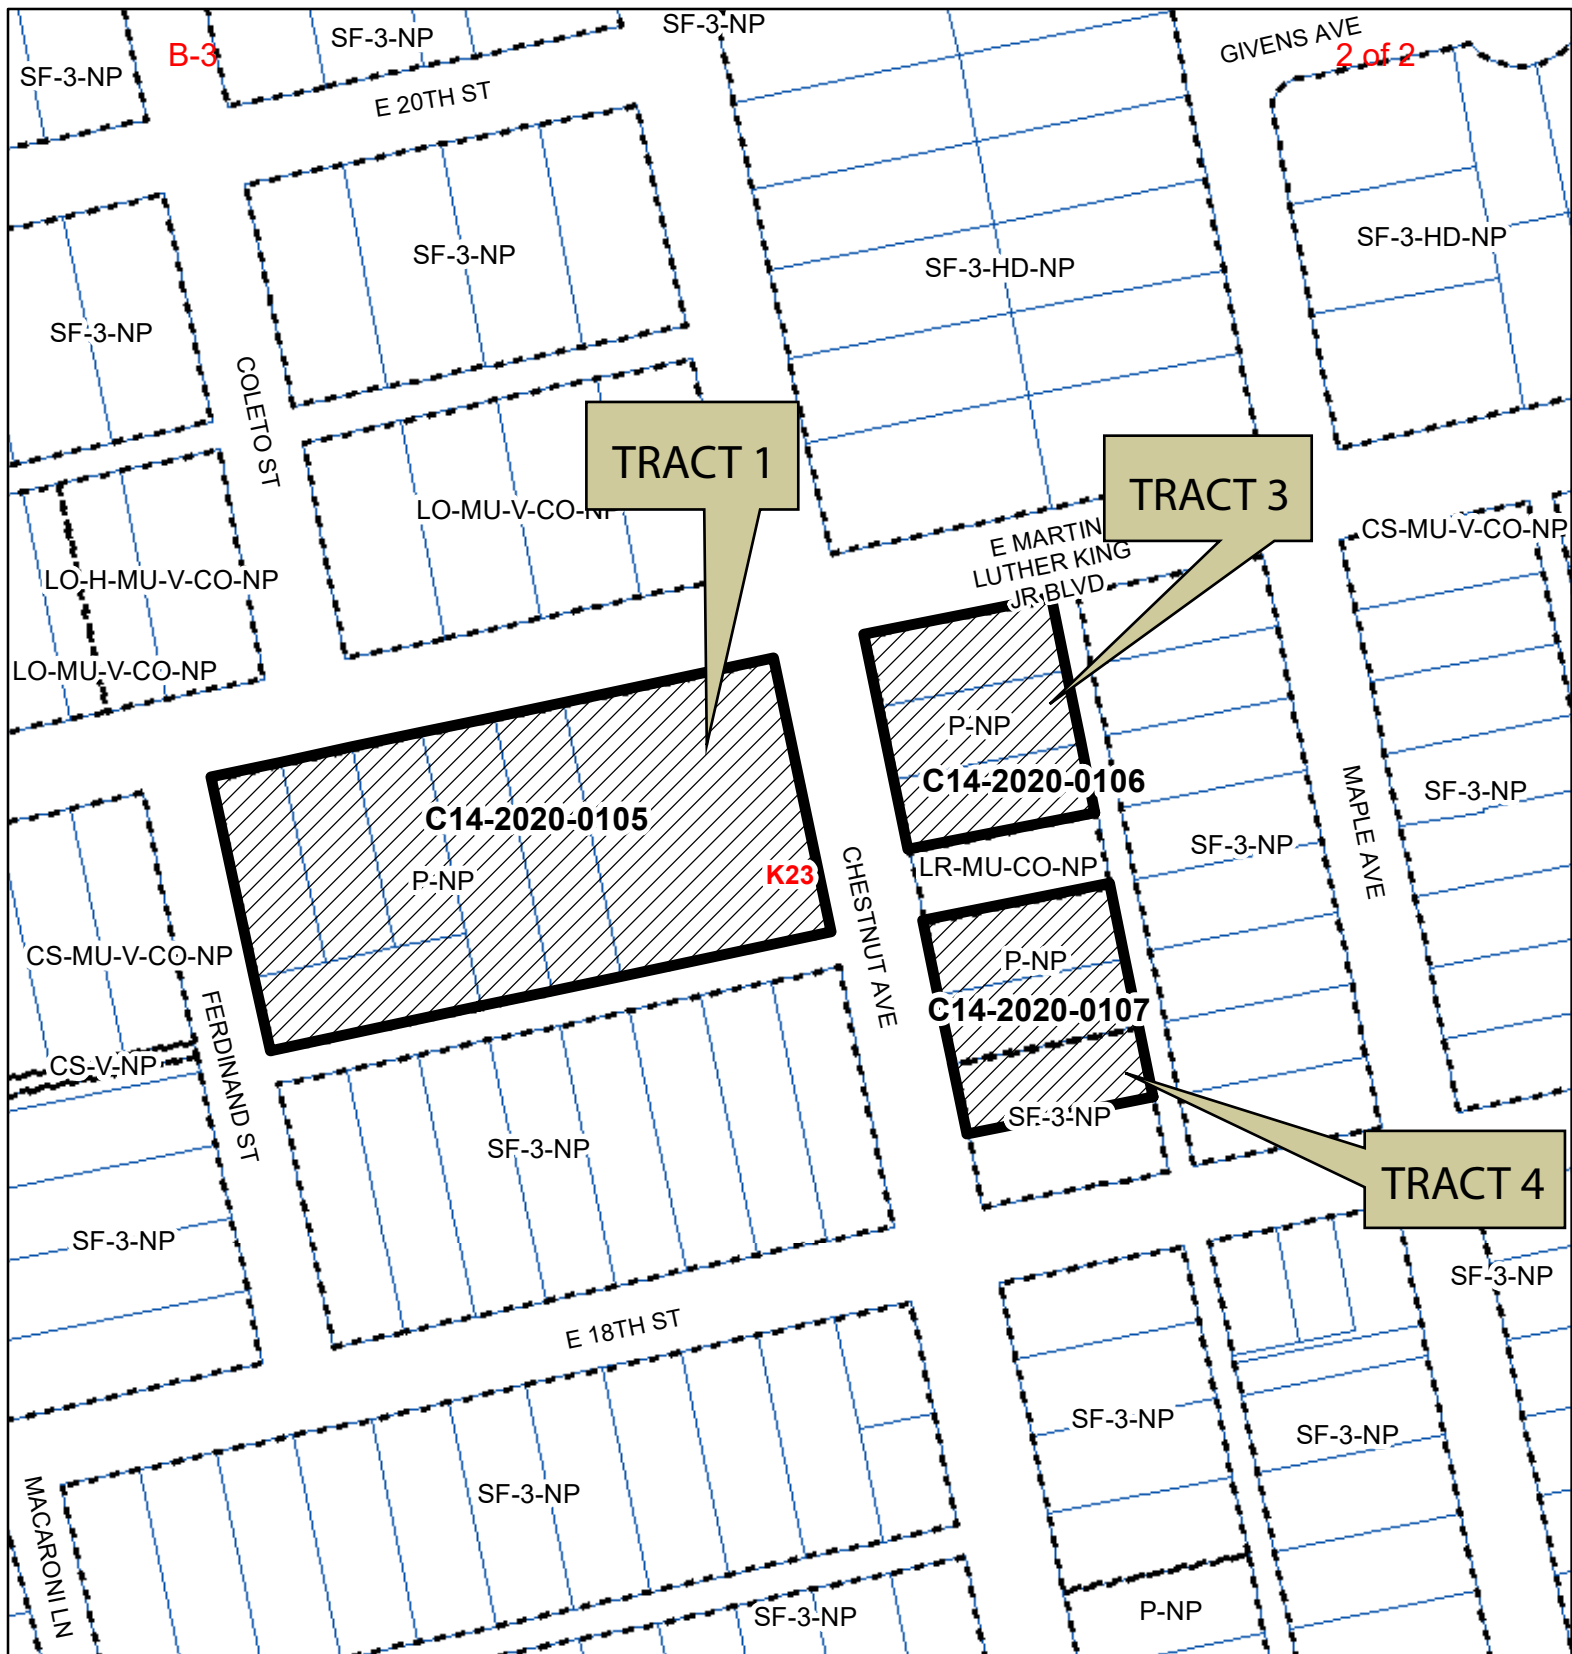 SF-3-NP
SF-3-NP
GIVENS AVE
B-3
SF-3-NP
2 of 2
SF-3-NP
E 20TH ST
SF-3-HD-NP
SF-3-NP
SF-3-HD-NP
SF-3-NP
COLETO ST
TRACT 1
TRACT 3
LO-MU-V-CO-NP
CS-MU-V-CO-NP
E MARTIN
LUTHER KING
JR BLVD
LO-H-MU-V-CO-NP
LO-MU-V-CO-NP
P-NP
C14-2020-0106
MAPLE AVE
SF-3-NP
C14-2020-0105
SF-3-NP
P-NP
K23
LR-MU-CO-NP
CHESTNUT AVE
CS-MU-V-CO-NP
P-NP
C14-2020-0107
FERDINAND ST
CS-V-NP
SF-3-NP
SF-3-NP
TRACT 4
SF-3-NP
SF-3-NP
E 18TH ST
SF-3-NP
SF-3-NP
SF-3-NP
MACARONI LN
SF-3-NP
P-NP